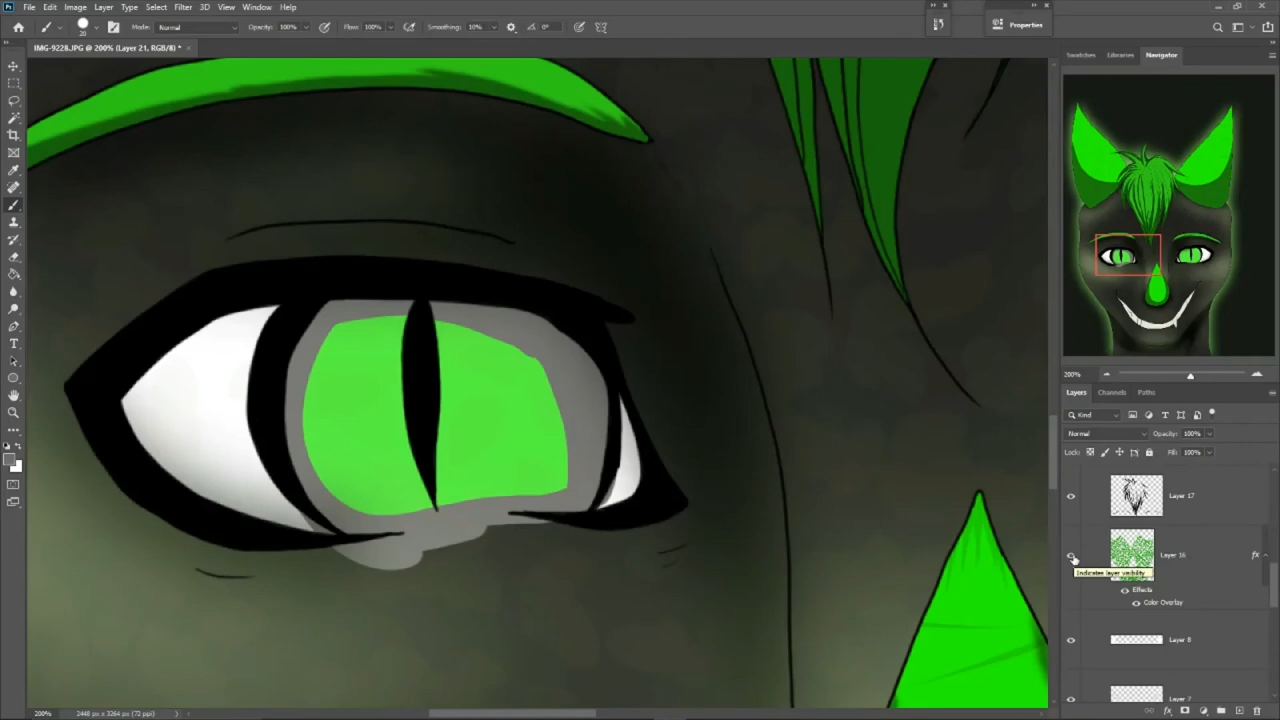 File Edit Image Layer Type Select Filter 3D View Window Help
Mode: Normal Opacity: 100% Flow: 100% Smoothing: 10% 0° Properties
IMG-9228.JPG @ 200% (Layer 21, RGB/8) *
Swatches Libraries Navigator
200%
Layers Channels Paths
Kind
Normal Opacity: 100%
Lock: Fill: 100%
Layer 17
Layer 16 fx
Indicates layer visibility
Effects
Color Overlay
Layer 8
Layer 7
200% 2448 px x 3264 px (72 ppi)